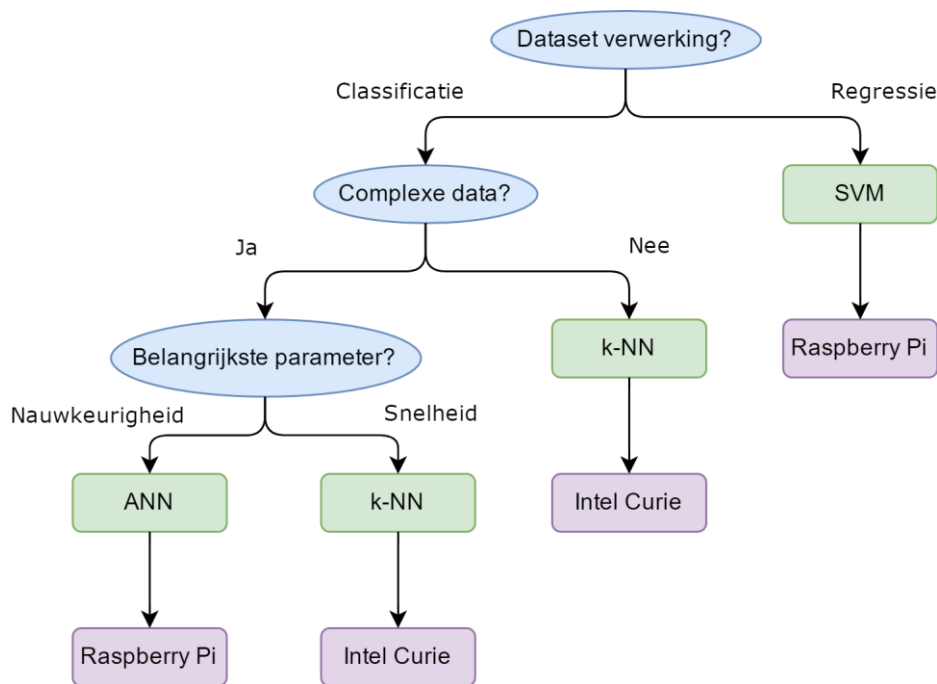 Dataset verwerking?
Classificatie
Regressie
Complexe data?
SVM
Ja
Nee
Belangrijkste parameter?
k-NN
Raspberry Pi
Nauwkeurigheid
Snelheid
ANN
k-NN
Intel Curie
Raspberry Pi
Intel Curie